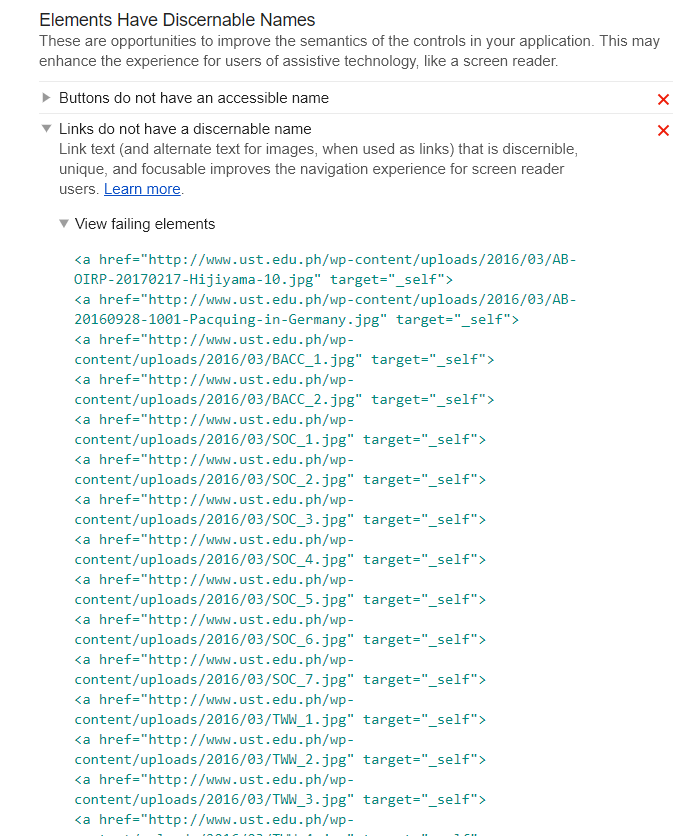 Elements Have Discernable Names
These are opportunities to improve the semantics of the controls in your application. This may
enhance the experience for users of assistive technology, like a screen reader.
Buttons do not have an accessible name
Links do not have a discernable name
Link text (and alternate text for images, when used as links) that is discernible,
unique, and focusable improves the navigation experience for screen reader
users. Learn more.
View failing elements
<a href="http://www.ust.edu.ph/wp-content/uploads/2016/03/AB-
OIRP-20170217-Hijiyama-10.jpg" target="_self">
<a href="http://www.ust.edu.ph/wp-content/uploads/2016/03/AB-
20160928-1001-Pacquing-in-Germany.jpg" target="_self">
<a href="http://www.ust.edu.ph/wp-
content/uploads/2016/03/BACC_1.jpg" target="_self">
<a href="http://www.ust.edu.ph/wp-
content/uploads/2016/03/BACC_2.jpg" target="_self">
<a href="http://www.ust.edu.ph/wp-
content/uploads/2016/03/SOC_1.jpg" target="_self">
<a href="http://www.ust.edu.ph/wp-
content/uploads/2016/03/SOC_2.jpg" target="_self">
<a href="http://www.ust.edu.ph/wp-
content/uploads/2016/03/SOC_3.jpg" target="_self">
<a href="http://www.ust.edu.ph/wp-
content/uploads/2016/03/SOC_4.jpg" target="_self">
<a href="http://www.ust.edu.ph/wp-
content/uploads/2016/03/SOC_5.jpg" target="_self">
<a href="http://www.ust.edu.ph/wp-
content/uploads/2016/03/SOC_6.jpg" target="_self">
<a href="http://www.ust.edu.ph/wp-
content/uploads/2016/03/SOC_7.jpg" target="_self">
<a href="http://www.ust.edu.ph/wp-
content/uploads/2016/03/TWW_1.jpg" target="_self">
<a href="http://www.ust.edu.ph/wp-
content/uploads/2016/03/TWW_2.jpg" target="_self">
<a href="http://www.ust.edu.ph/wp-
content/uploads/2016/03/TWW_3.jpg" target="_self">
<a href="http://www.ust.edu.ph/wp-